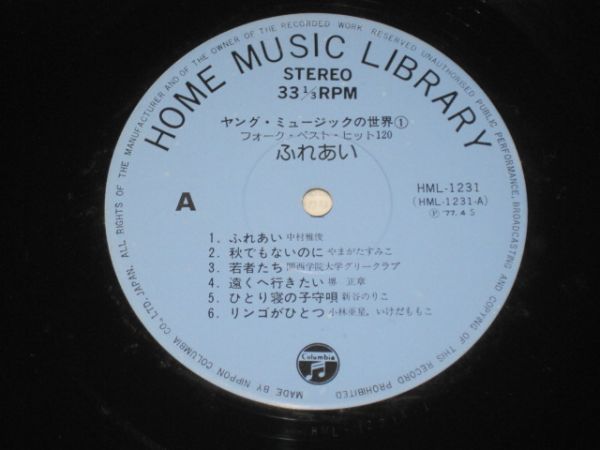 ALL RIGHTS OF THE MANUFACTURER AND OF THE OWNER OF THE RECORDED WORK RESERVED UNAUTHORISED PUBLIC PERFORMANCE, BROADCASTING AND COPYING OF THIS RECORD PROHIBITED
HOME MUSIC LIBRARY
STEREO
33 1/3 RPM
ヤング・ミュージックの世界①
フォーク・ベスト・ヒット120
ふれあい
A
HML-1231
(HML-1231-A)
Ⓟ '77. 4 S
1. ふれあい 中村雅俊
2. 秋でもないのに やまがたすみこ
3. 若者たち 関西学院大学グリークラブ
4. 遠くへ行きたい 堺 正章
5. ひとり寝の子守唄 新谷のりこ
6. リンゴがひとつ 小林亜星、いけだももこ
Columbia
MADE BY NIPPON COLUMBIA CO., LTD. JAPAN.